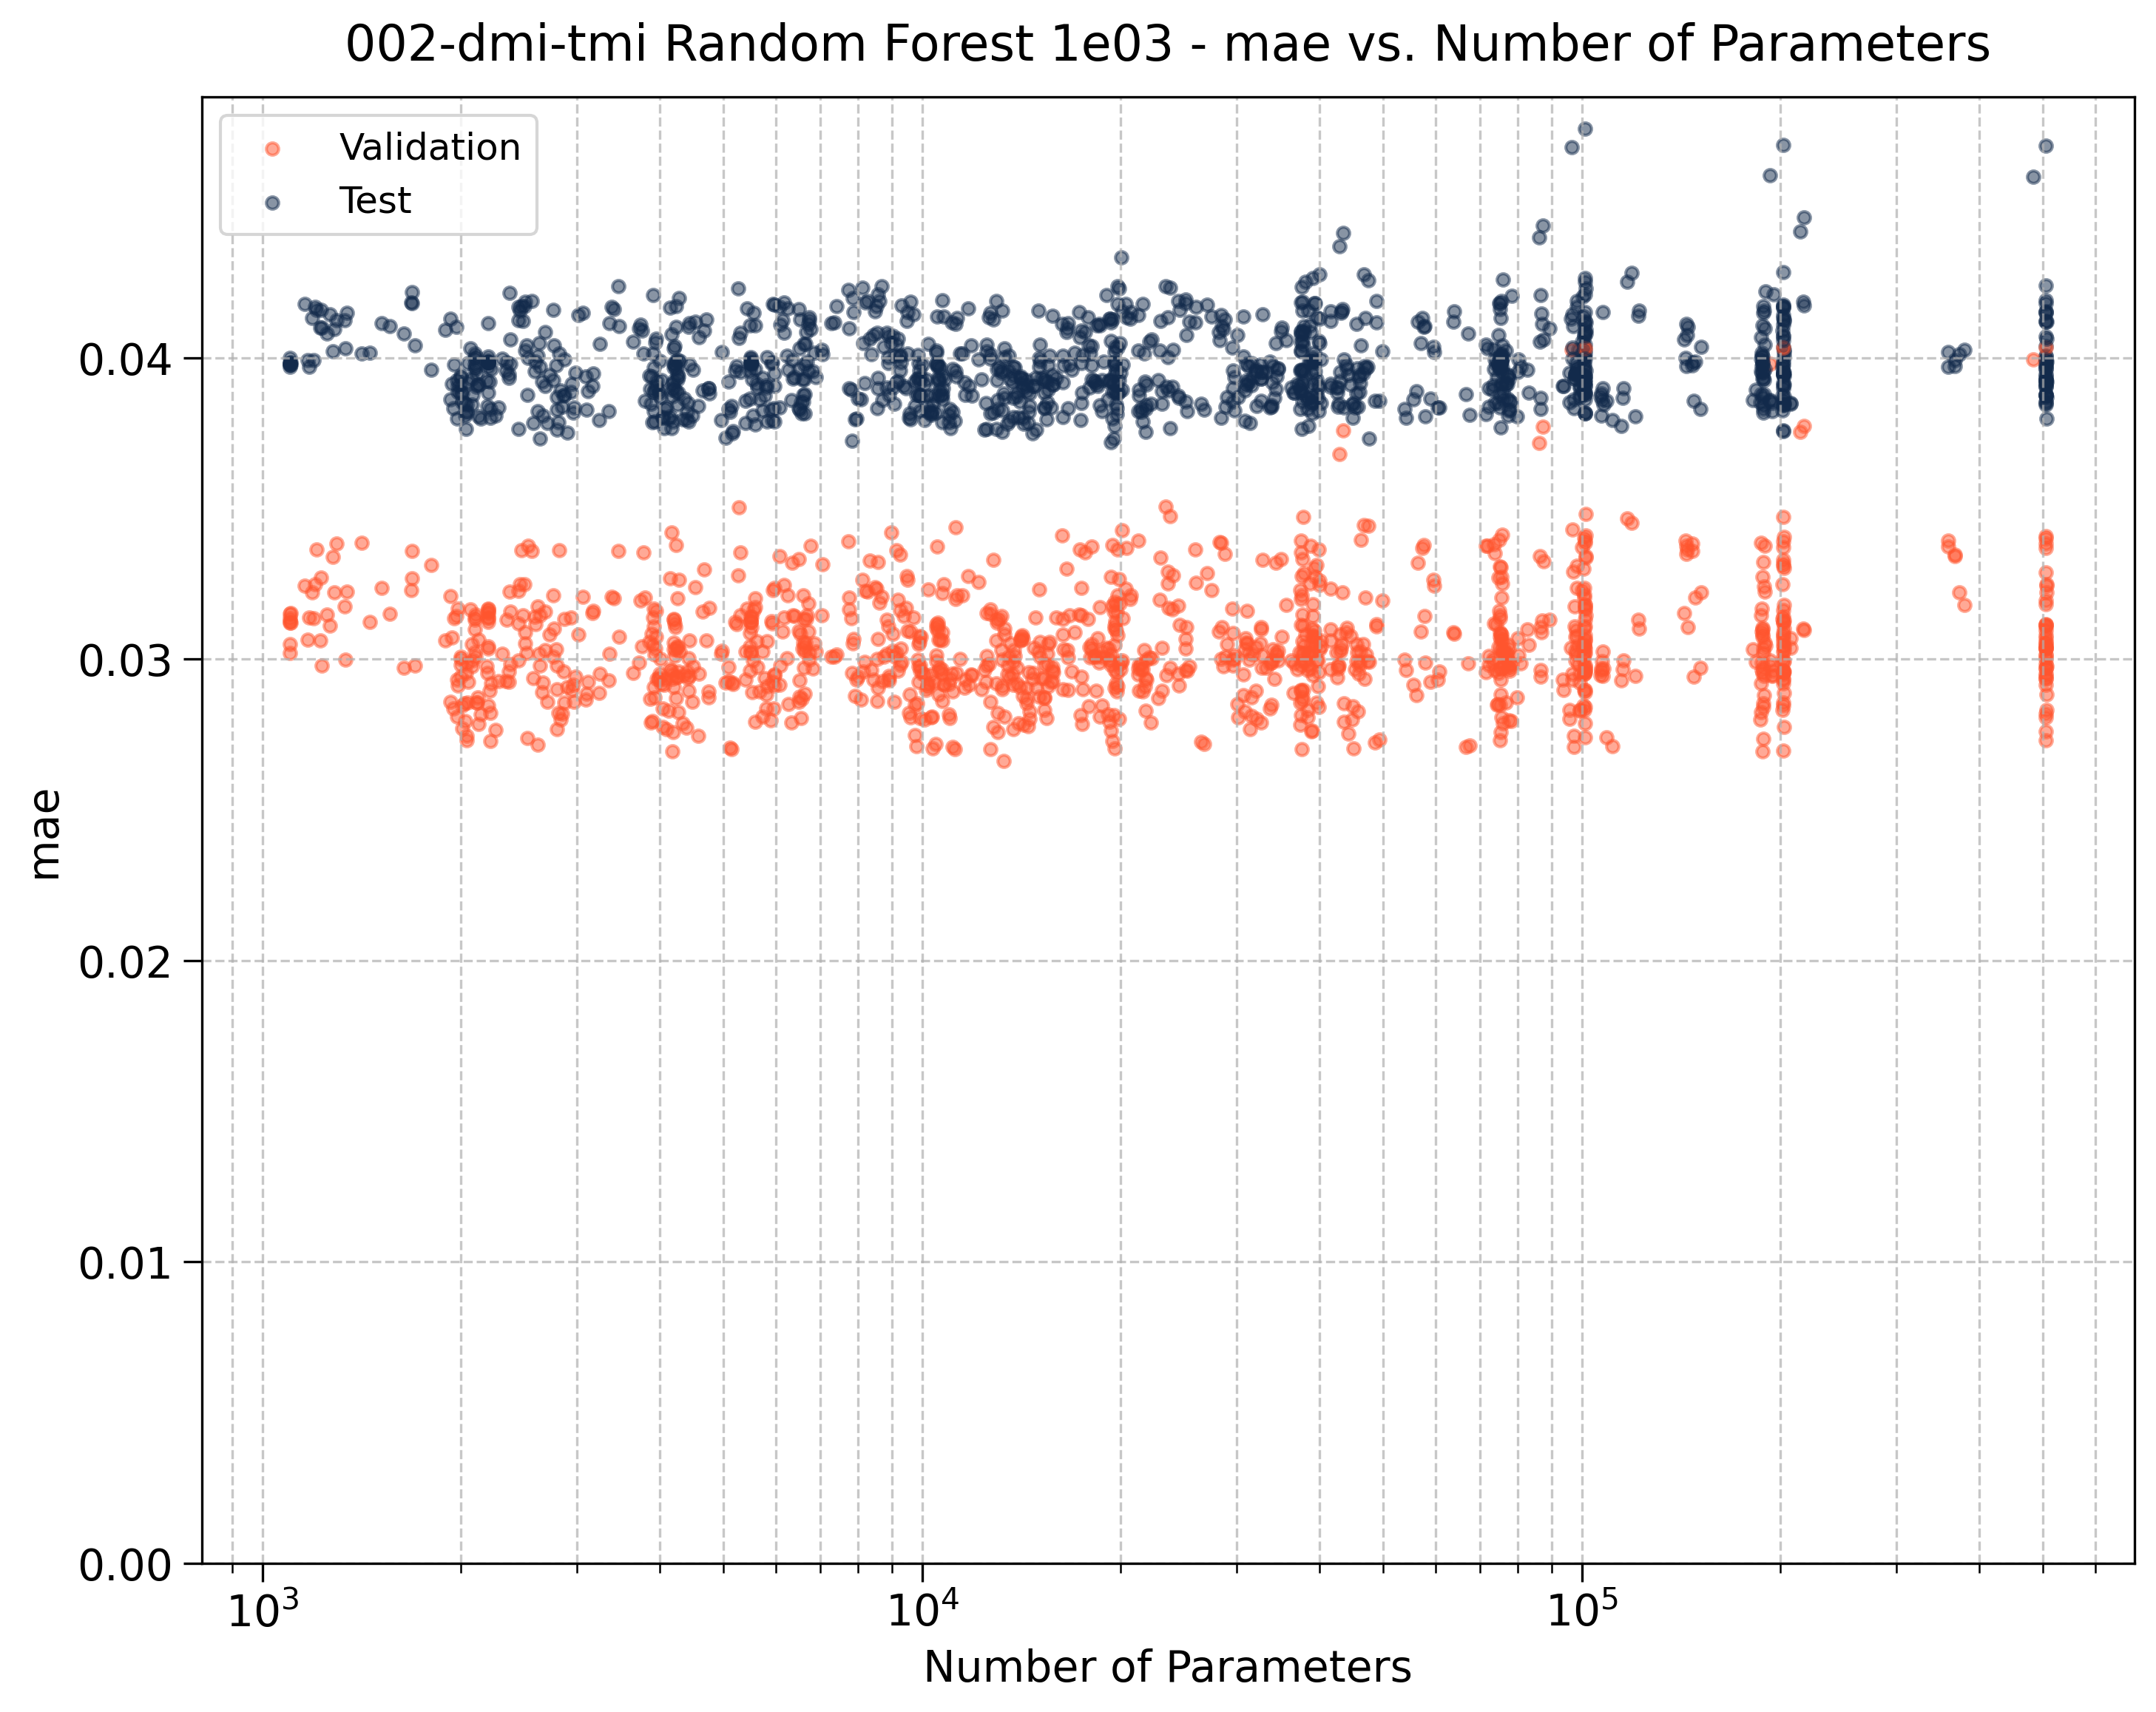 002-dmi-tmi Random Forest 1e03 - mae vs. Number of Parameters
Validation
Test
0.04
0.03
0.02
0.01
0.00
mae
10³
10⁴
10⁵
Number of Parameters